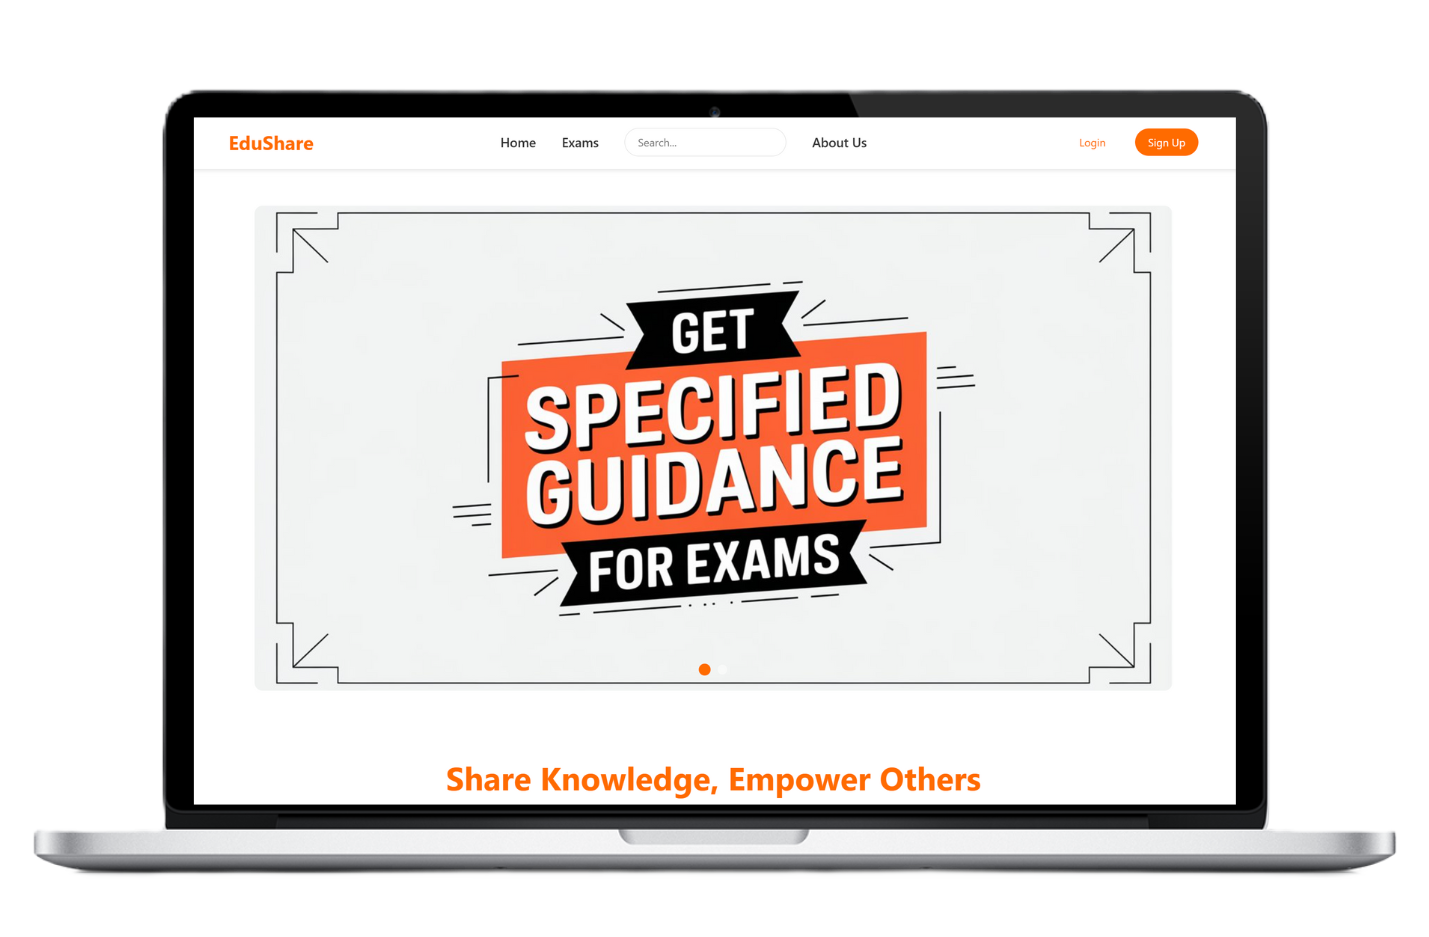 EduShare
Home
Exams
Search...
About Us
Login
Sign Up
GET
SPECIFIED
GUIDANCE
FOR EXAMS
Share Knowledge, Empower Others